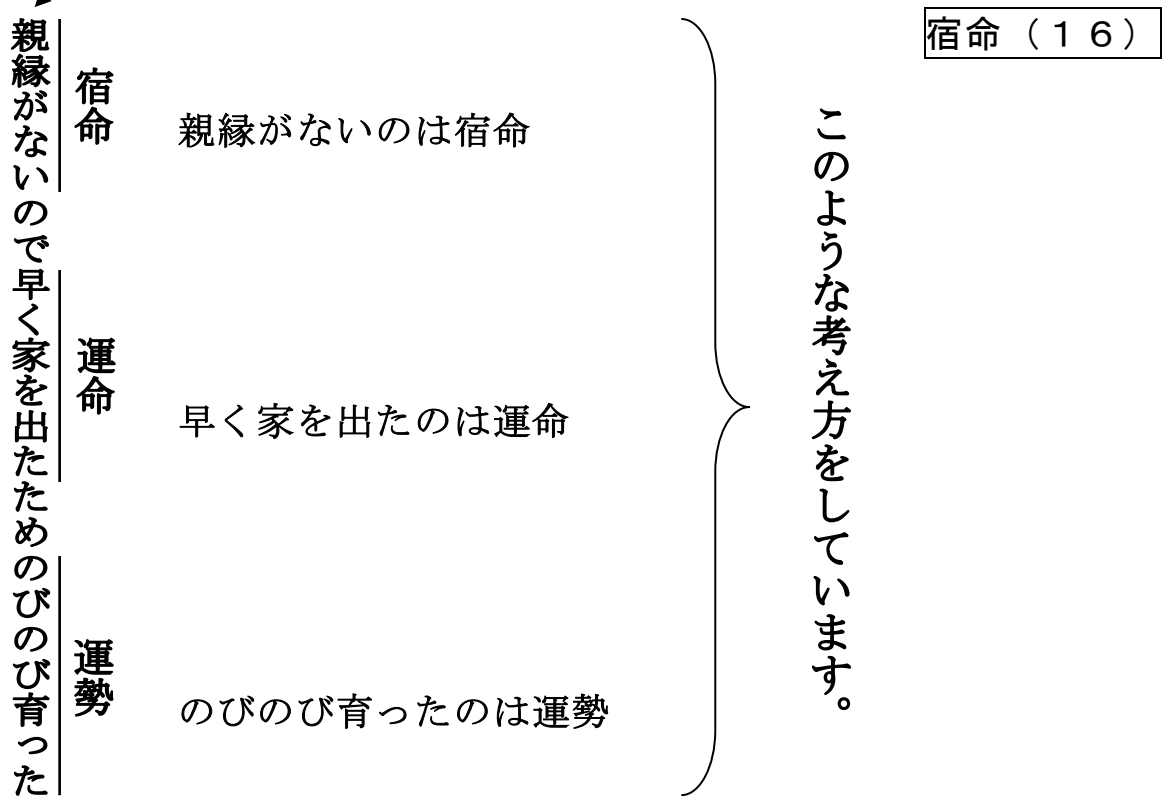 宿命（１６）
親縁がないので早く家を出たためのびのび育った
宿命
親縁がないのは宿命
運命
早く家を出たのは運命
運勢
のびのび育ったのは運勢
このような考え方をしています。